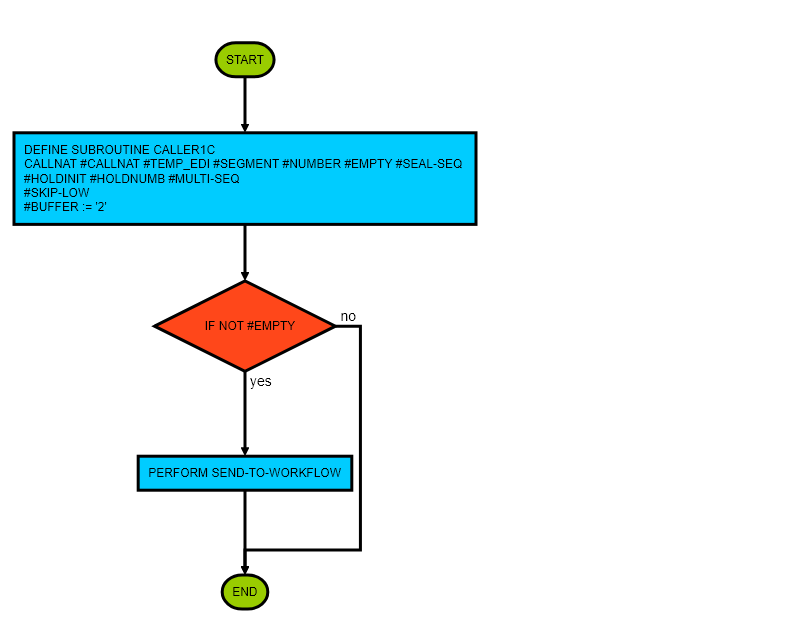 START
DEFINE SUBROUTINE CALLER1C
CALLNAT #CALLNAT #TEMP_EDI #SEGMENT #NUMBER #EMPTY #SEAL-SEQ
#HOLDINIT #HOLDNUMB #MULTI-SEQ
#SKIP-LOW
#BUFFER := '2'
IF NOT #EMPTY
no
yes
PERFORM SEND-TO-WORKFLOW
END